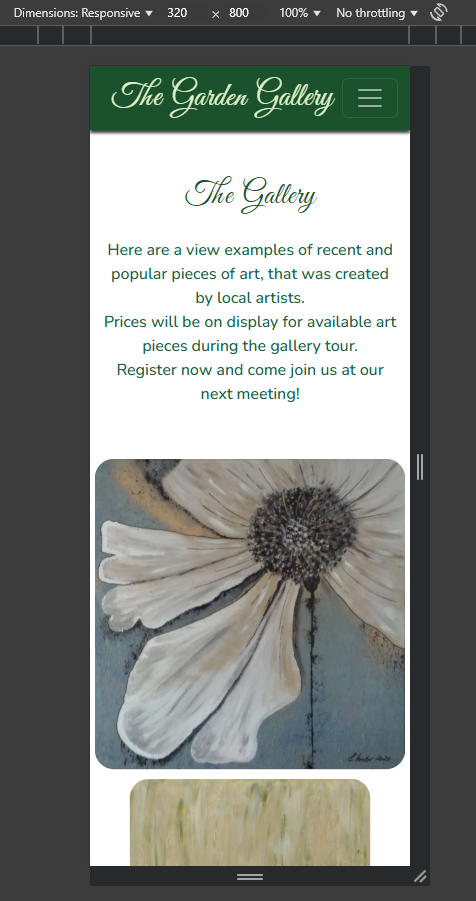 Dimensions: Responsive 320 × 800 100% No throttling
The Garden Gallery
The Gallery
Here are a view examples of recent and
popular pieces of art, that was created
by local artists.
Prices will be on display for available art
pieces during the gallery tour.
Register now and come join us at our
next meeting!